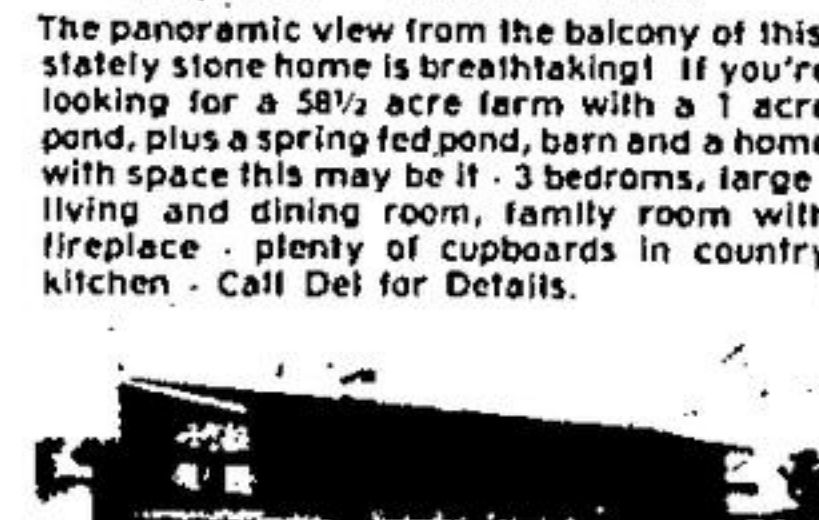 The panoramic view from the balcony of this
stately stone home is breathtaking! If you're
looking for a 58½ acre farm with a 1 acre
pond, plus a spring fed pond, barn and a home
with space this may be it - 3 bedroms, large
living and dining room, family room with
fireplace - plenty of cupboards in country
kitchen - Call Del for Details.